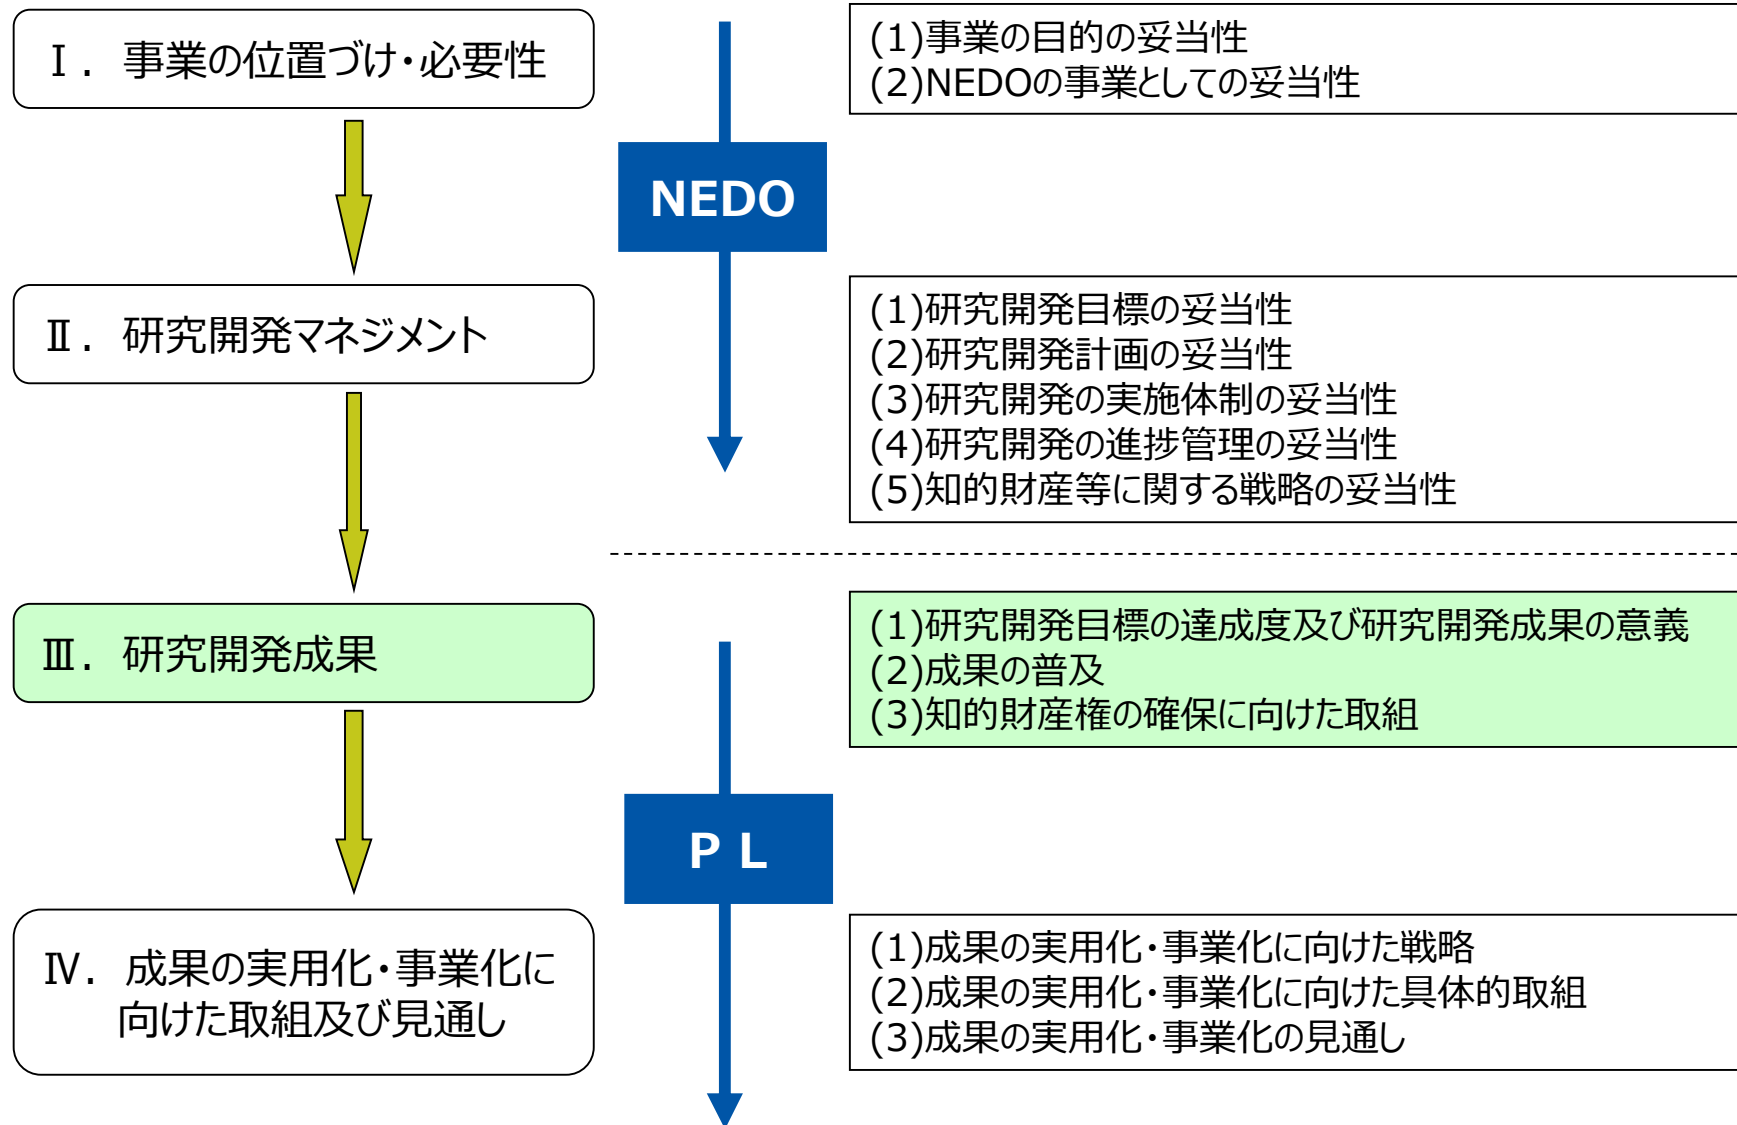 Ⅰ. 事業の位置づけ・必要性
(1)事業の目的の妥当性
(2)NEDOの事業としての妥当性
NEDO
Ⅱ. 研究開発マネジメント
(1)研究開発目標の妥当性
(2)研究開発計画の妥当性
(3)研究開発の実施体制の妥当性
(4)研究開発の進捗管理の妥当性
(5)知的財産等に関する戦略の妥当性
Ⅲ. 研究開発成果
(1)研究開発目標の達成度及び研究開発成果の意義
(2)成果の普及
(3)知的財産権の確保に向けた取組
P L
Ⅳ. 成果の実用化・事業化に
向けた取組及び見通し
(1)成果の実用化・事業化に向けた戦略
(2)成果の実用化・事業化に向けた具体的取組
(3)成果の実用化・事業化の見通し